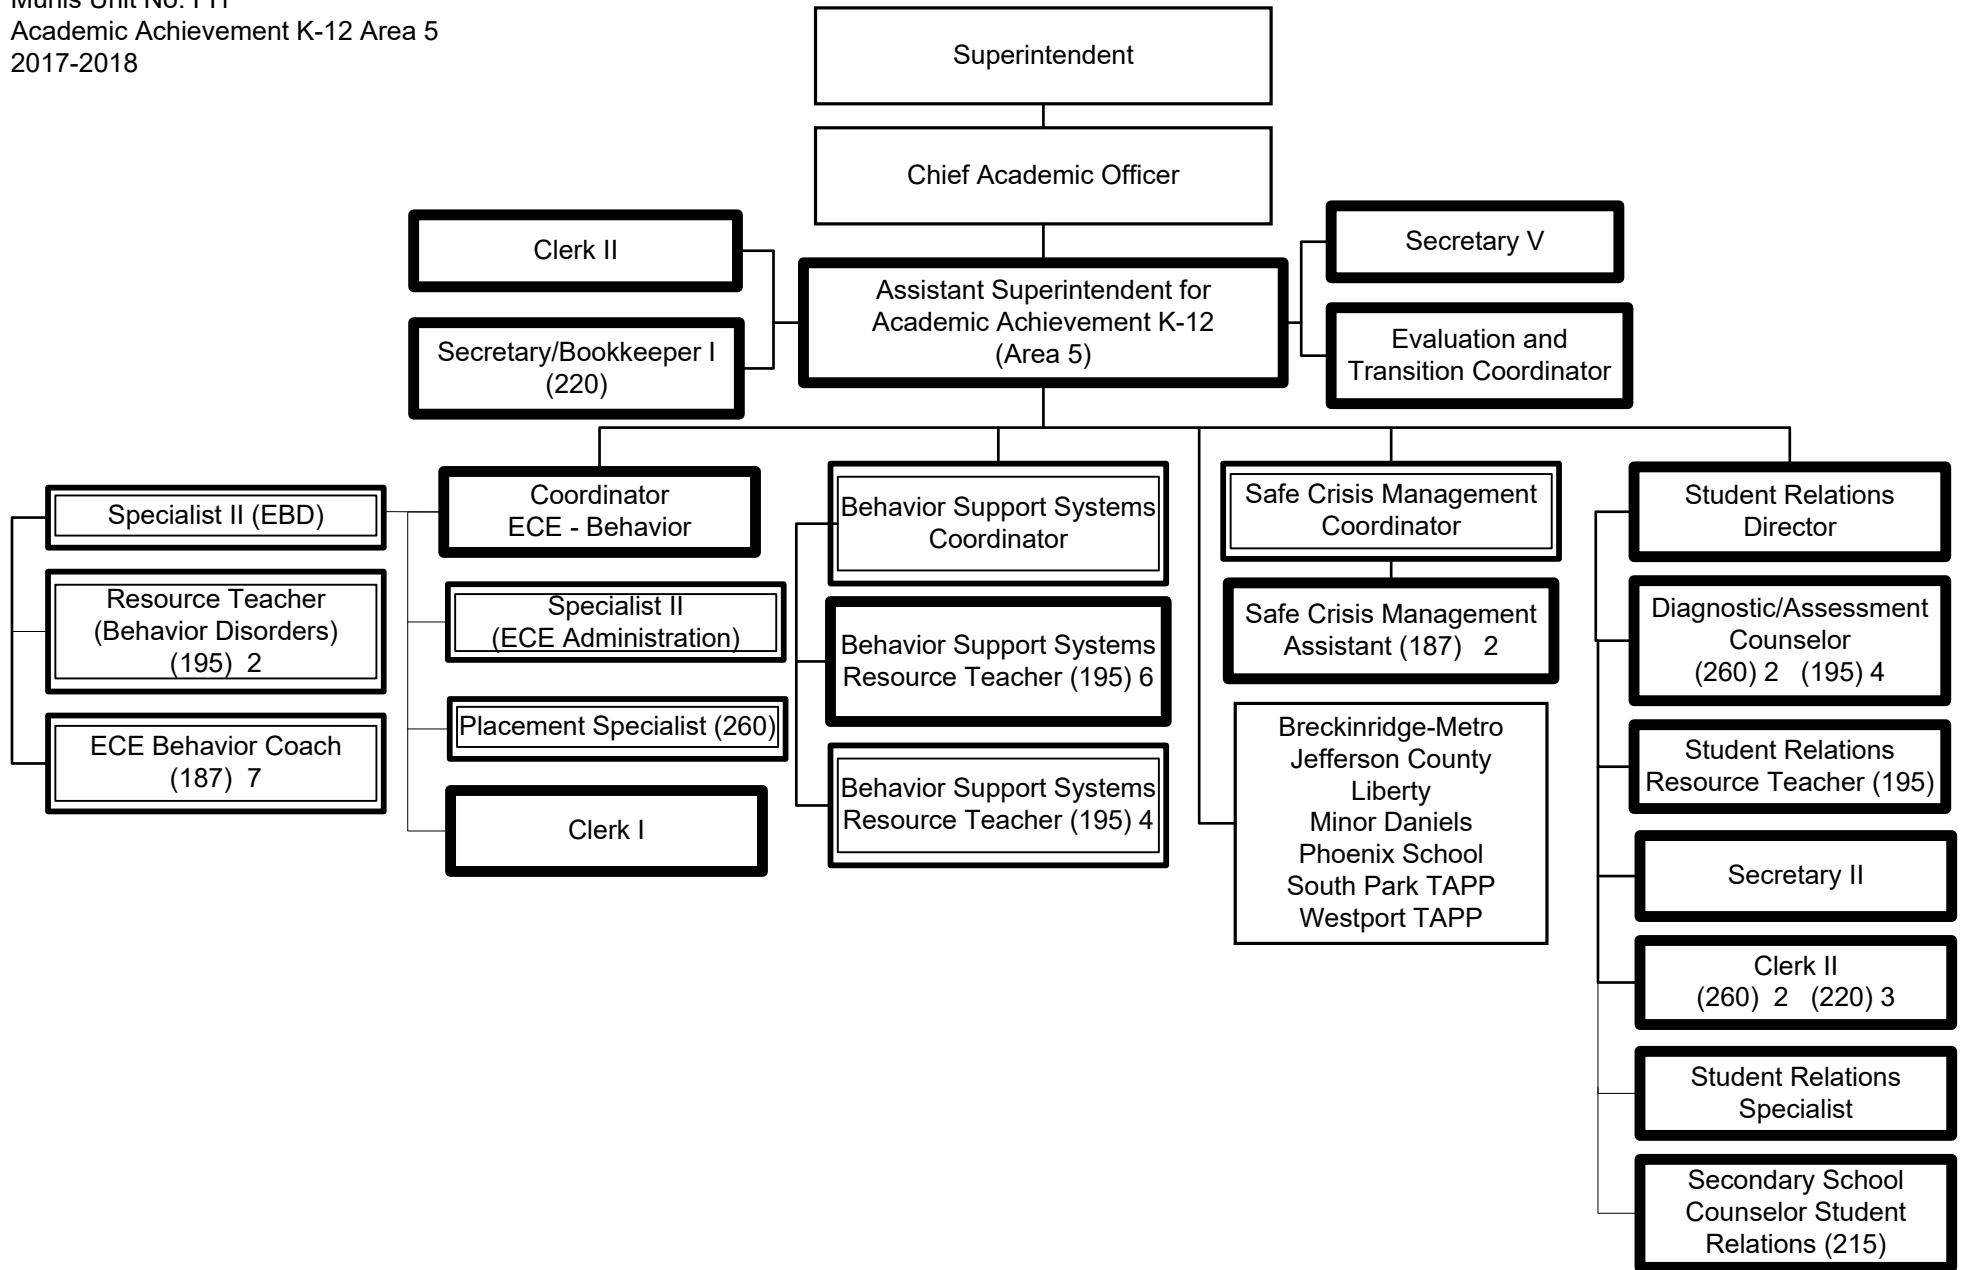 Academic Achievement K-12 Area 5
2017-2018
Superintendent
Chief Academic Officer
Clerk II
Secretary/Bookkeeper I
(220)
Assistant Superintendent for
Academic Achievement K-12
(Area 5)
Secretary V
Evaluation and
Transition Coordinator
Specialist II (EBD)
Resource Teacher
(Behavior Disorders)
(195) 2
ECE Behavior Coach
(187) 7
Coordinator
ECE - Behavior
Specialist II
(ECE Administration)
Placement Specialist (260)
Clerk I
Behavior Support Systems
Coordinator
Behavior Support Systems
Resource Teacher (195) 6
Behavior Support Systems
Resource Teacher (195) 4
Safe Crisis Management
Coordinator
Safe Crisis Management
Assistant (187) 2
Breckinridge-Metro
Jefferson County
Liberty
Minor Daniels
Phoenix School
South Park TAPP
Westport TAPP
Student Relations
Director
Diagnostic/Assessment
Counselor
(260) 2 (195) 4
Student Relations
Resource Teacher (195)
Secretary II
Clerk II
(260) 2 (220) 3
Student Relations
Specialist
Secondary School
Counselor Student
Relations (215)